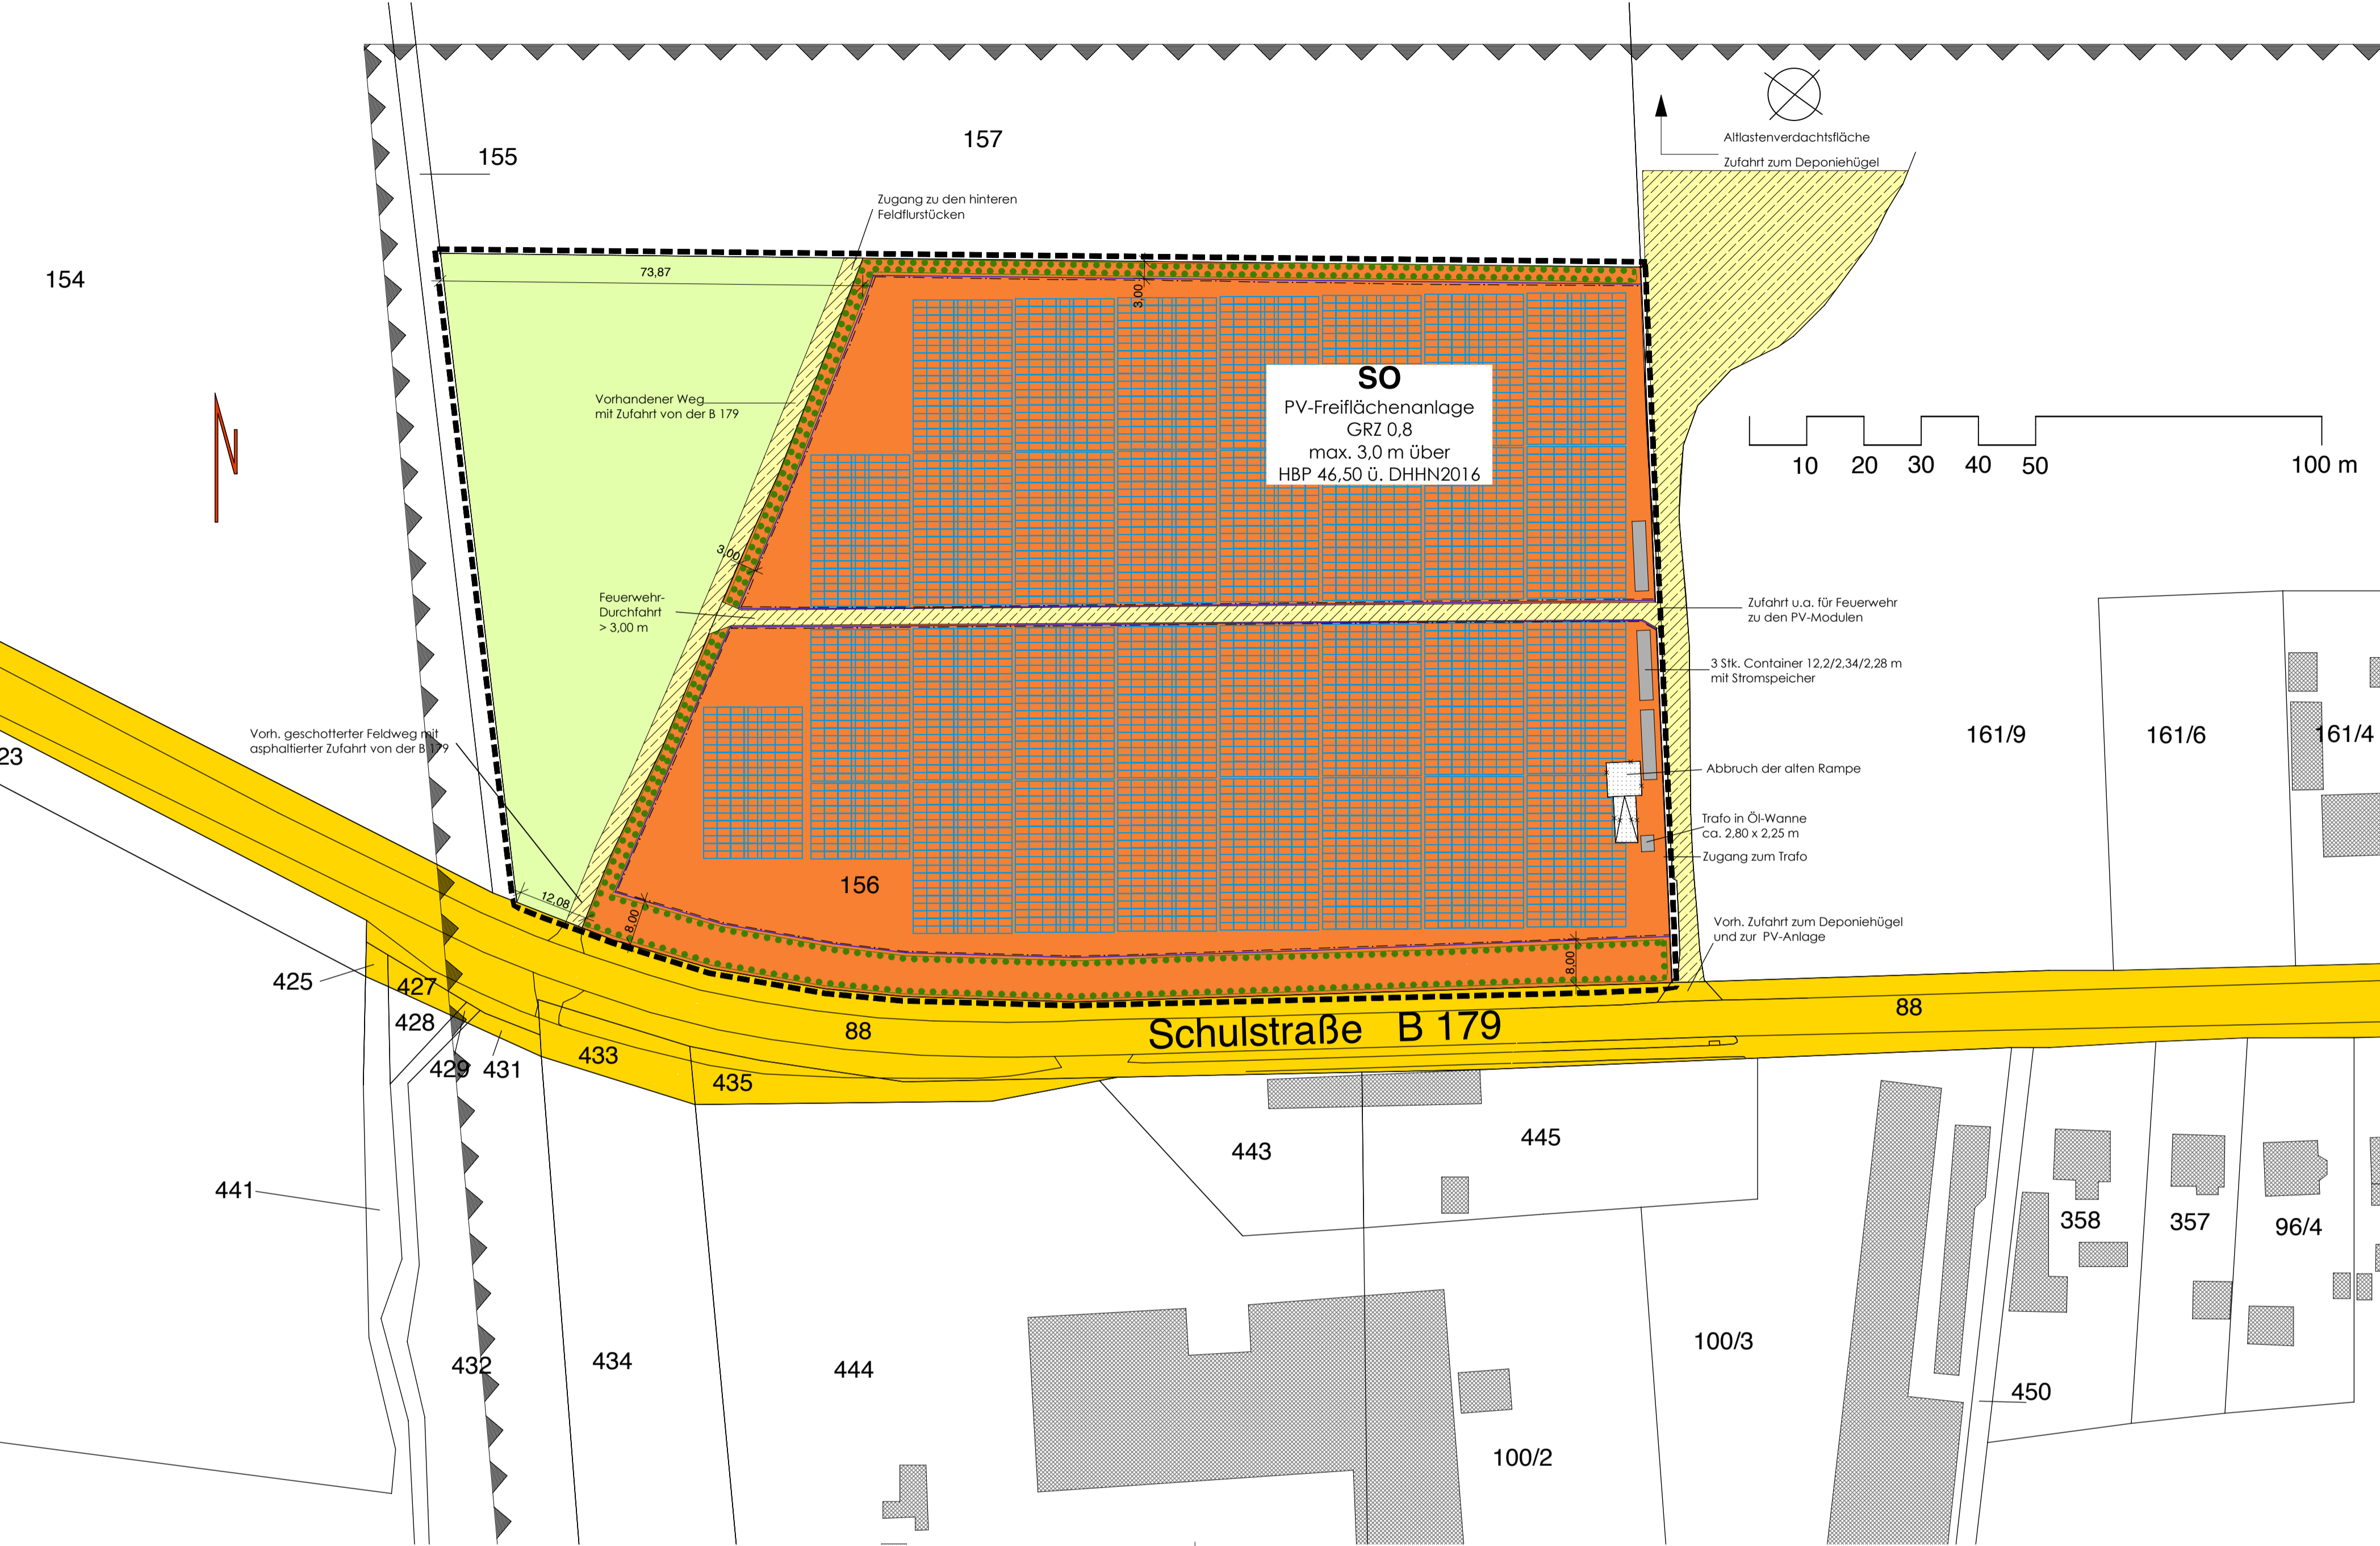 157
155
154
Altlastenverdachtsfläche
Zufahrt zum Deponiehügel
Zugang zu den hinteren
Feldflurstücken
73,87
3,00
SO
PV-Freiflächenanlage
GRZ 0,8
max. 3,0 m über
HBP 46,50 ü. DHHN2016
Vorhandener Weg
mit Zufahrt von der B 179
10 20 30 40 50 100 m
3,00
Feuerwehr-
Durchfahrt
> 3,00 m
Zufahrt u.a. für Feuerwehr
zu den PV-Modulen
3 Stk. Container 12,2/2,34/2,28 m
mit Stromspeicher
Vorh. geschotterter Feldweg mit
asphaltierter Zufahrt von der B 179
23
161/9
161/6
161/4
Abbruch der alten Rampe
Trafo in Öl-Wanne
ca. 2,80 x 2,25 m
Zugang zum Trafo
156
12,08
8,00
8,00
Vorh. Zufahrt zum Deponiehügel
und zur PV-Anlage
425
427
428
429
431
433
435
88
Schulstraße B 179
88
443
445
441
358
357
96/4
432
434
444
100/3
450
100/2